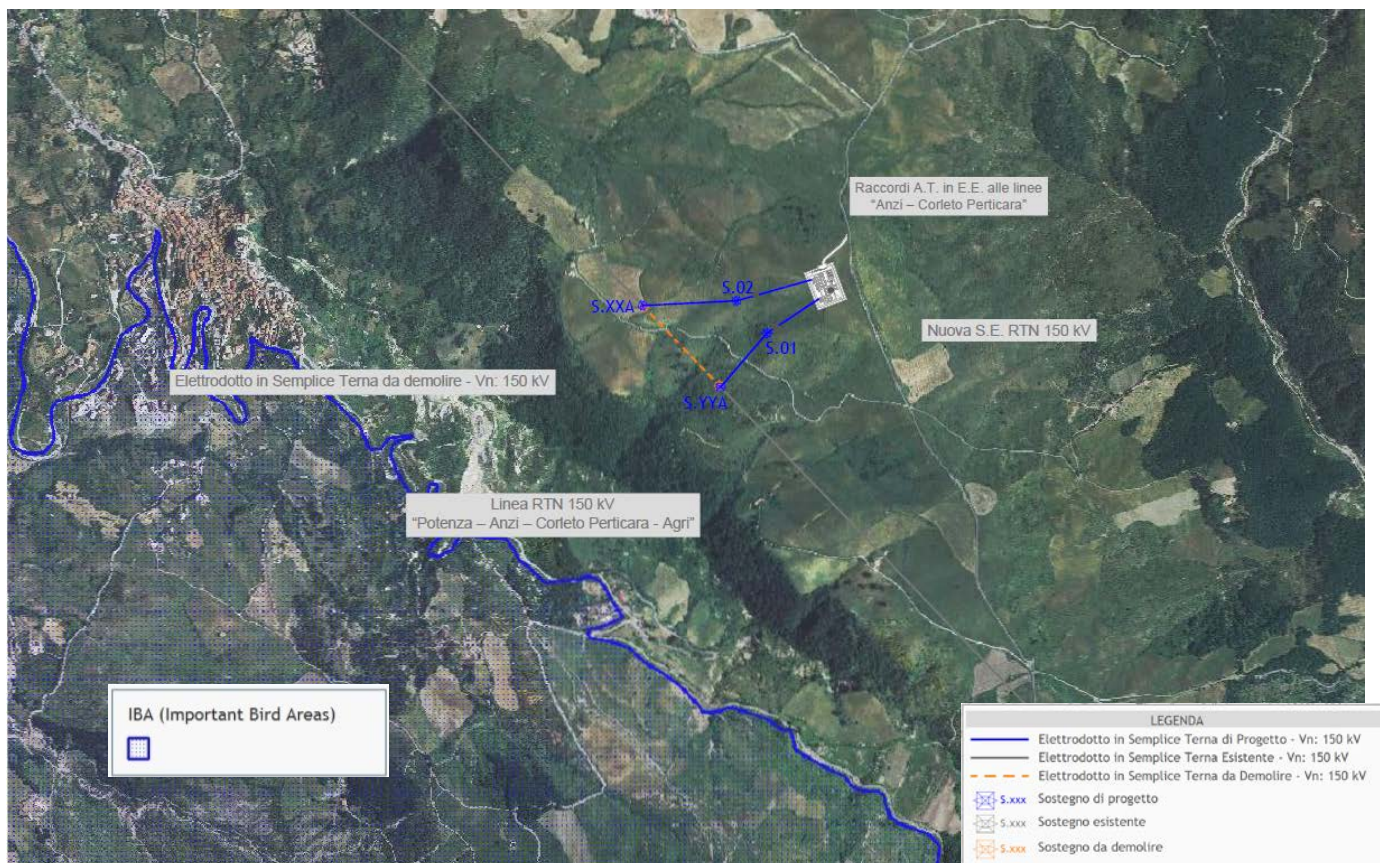 Raccordi A.T. in E.E. alle linee
"Anzi – Corleto Perticara"
S.02
S.XXA
S.01
Nuova S.E. RTN 150 kV
Elettrodotto in Semplice Terna da demolire - Vn: 150 kV
S.YYA
Linea RTN 150 kV
"Potenza – Anzi – Corleto Perticara - Agri"
IBA (Important Bird Areas)
LEGENDA
Elettrodotto in Semplice Terna di Progetto - Vn: 150 kV
Elettrodotto in Semplice Terna Esistente - Vn: 150 kV
Elettrodotto in Semplice Terna da Demolire - Vn: 150 kV
S.xxx Sostegno di progetto
S.xxx Sostegno esistente
S.xxx Sostegno da demolire